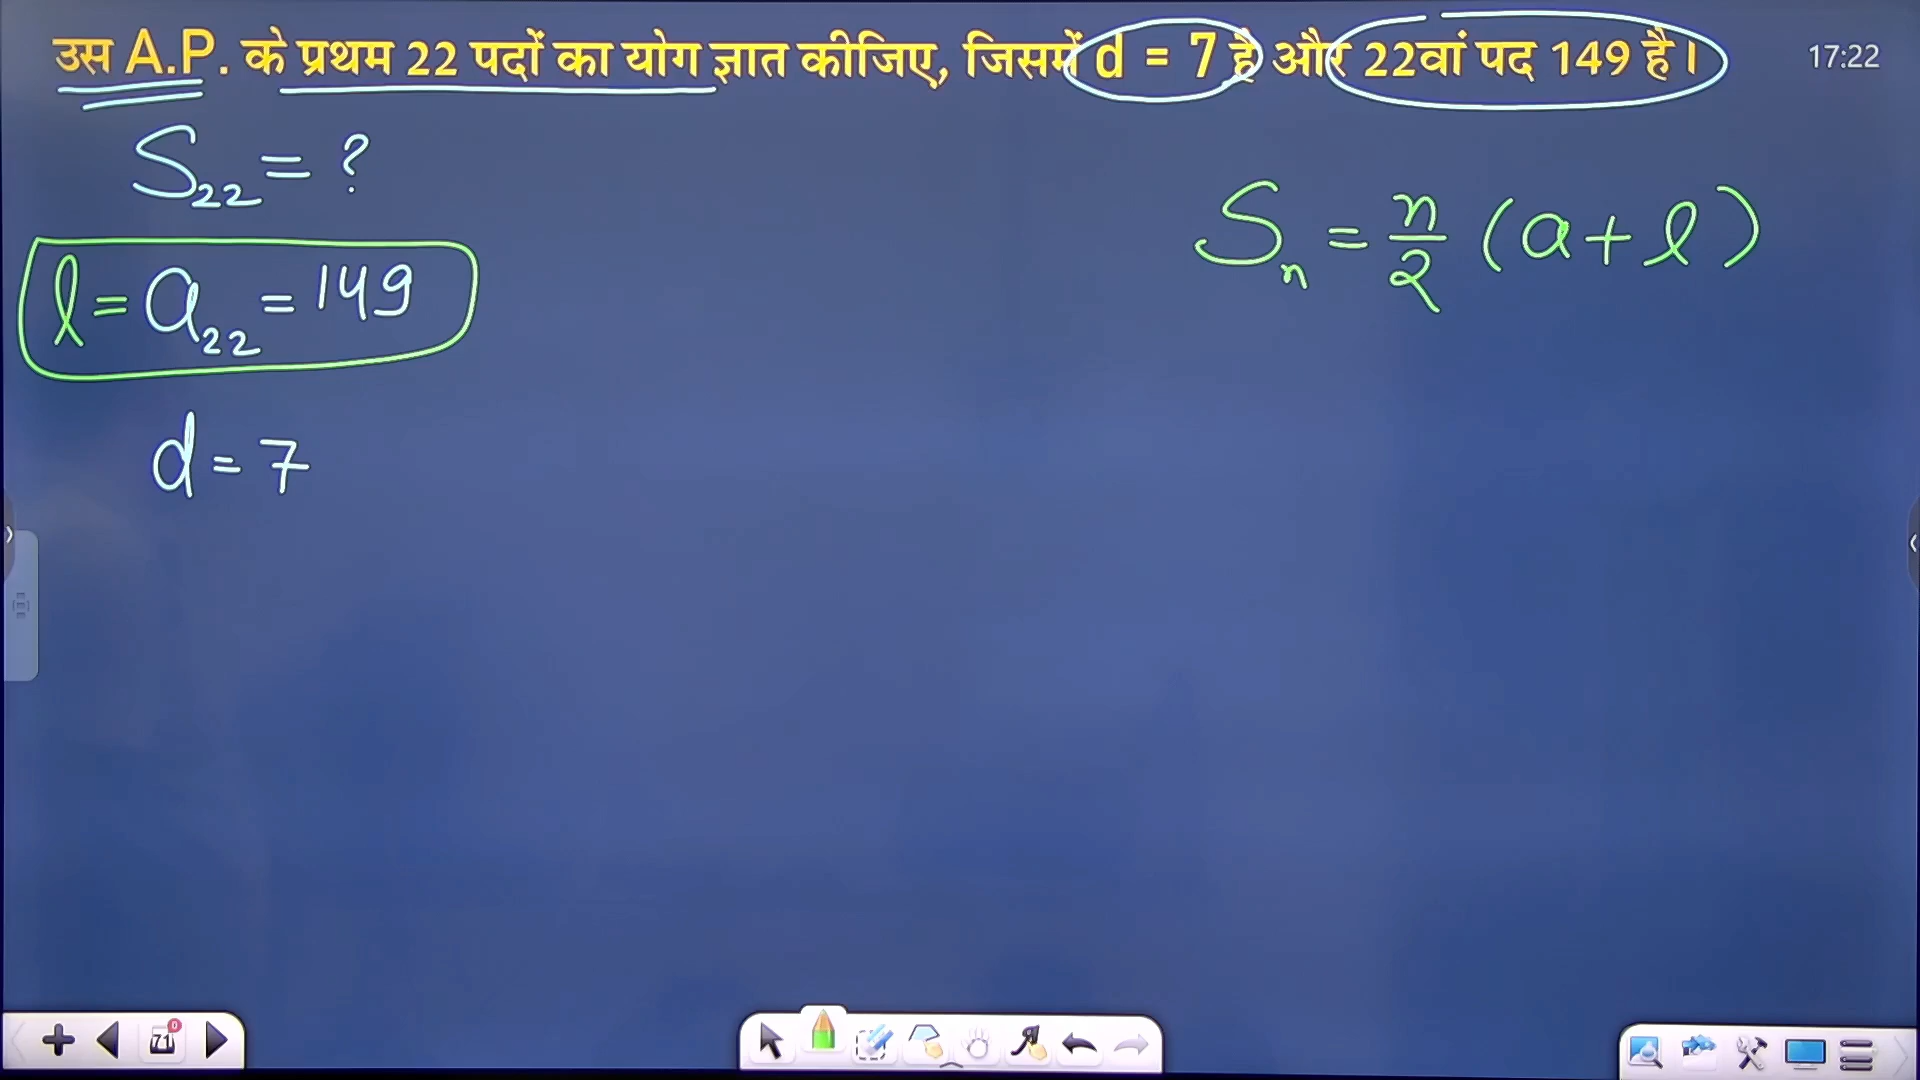 उस A.P. के प्रथम 22 पदों का योग ज्ञात कीजिए, जिसमें d = 7 है और 22वां पद 149 है।
17:22
S₂₂ = ?
Sₙ = n/2 (a + l)
l = a₂₂ = 149
d = 7
71
0